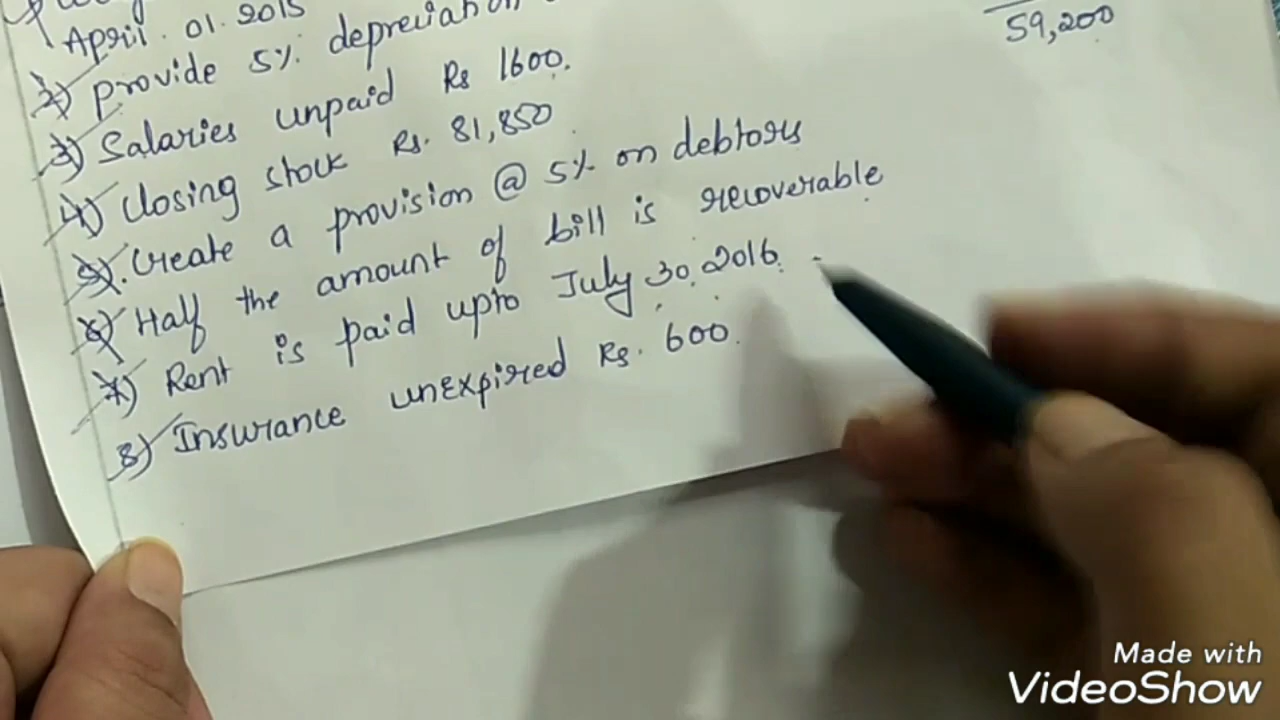 April. 01. 2015
2) provide 5% depreciation
3) Salaries unpaid Rs 1600.
4) Closing stock Rs. 81,850
5). Create a provision @ 5% on debtors
6) Half the amount of bill is recoverable
7) Rent is paid upto July 30. 2016.
8) Insurance unexpired Rs. 600.
59,200
Made with
VideoShow